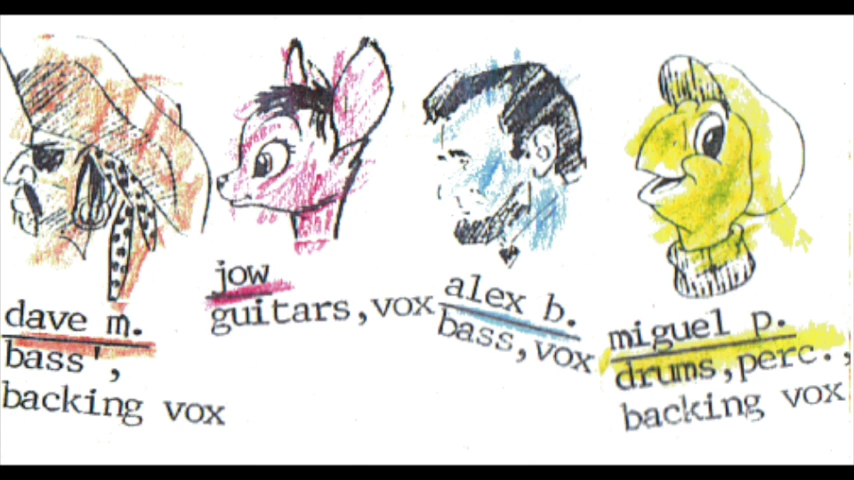 dave m.
bass',
backing vox
jow
guitars,vox
alex b.
bass,vox
miguel p.
drums,perc.,
backing vox